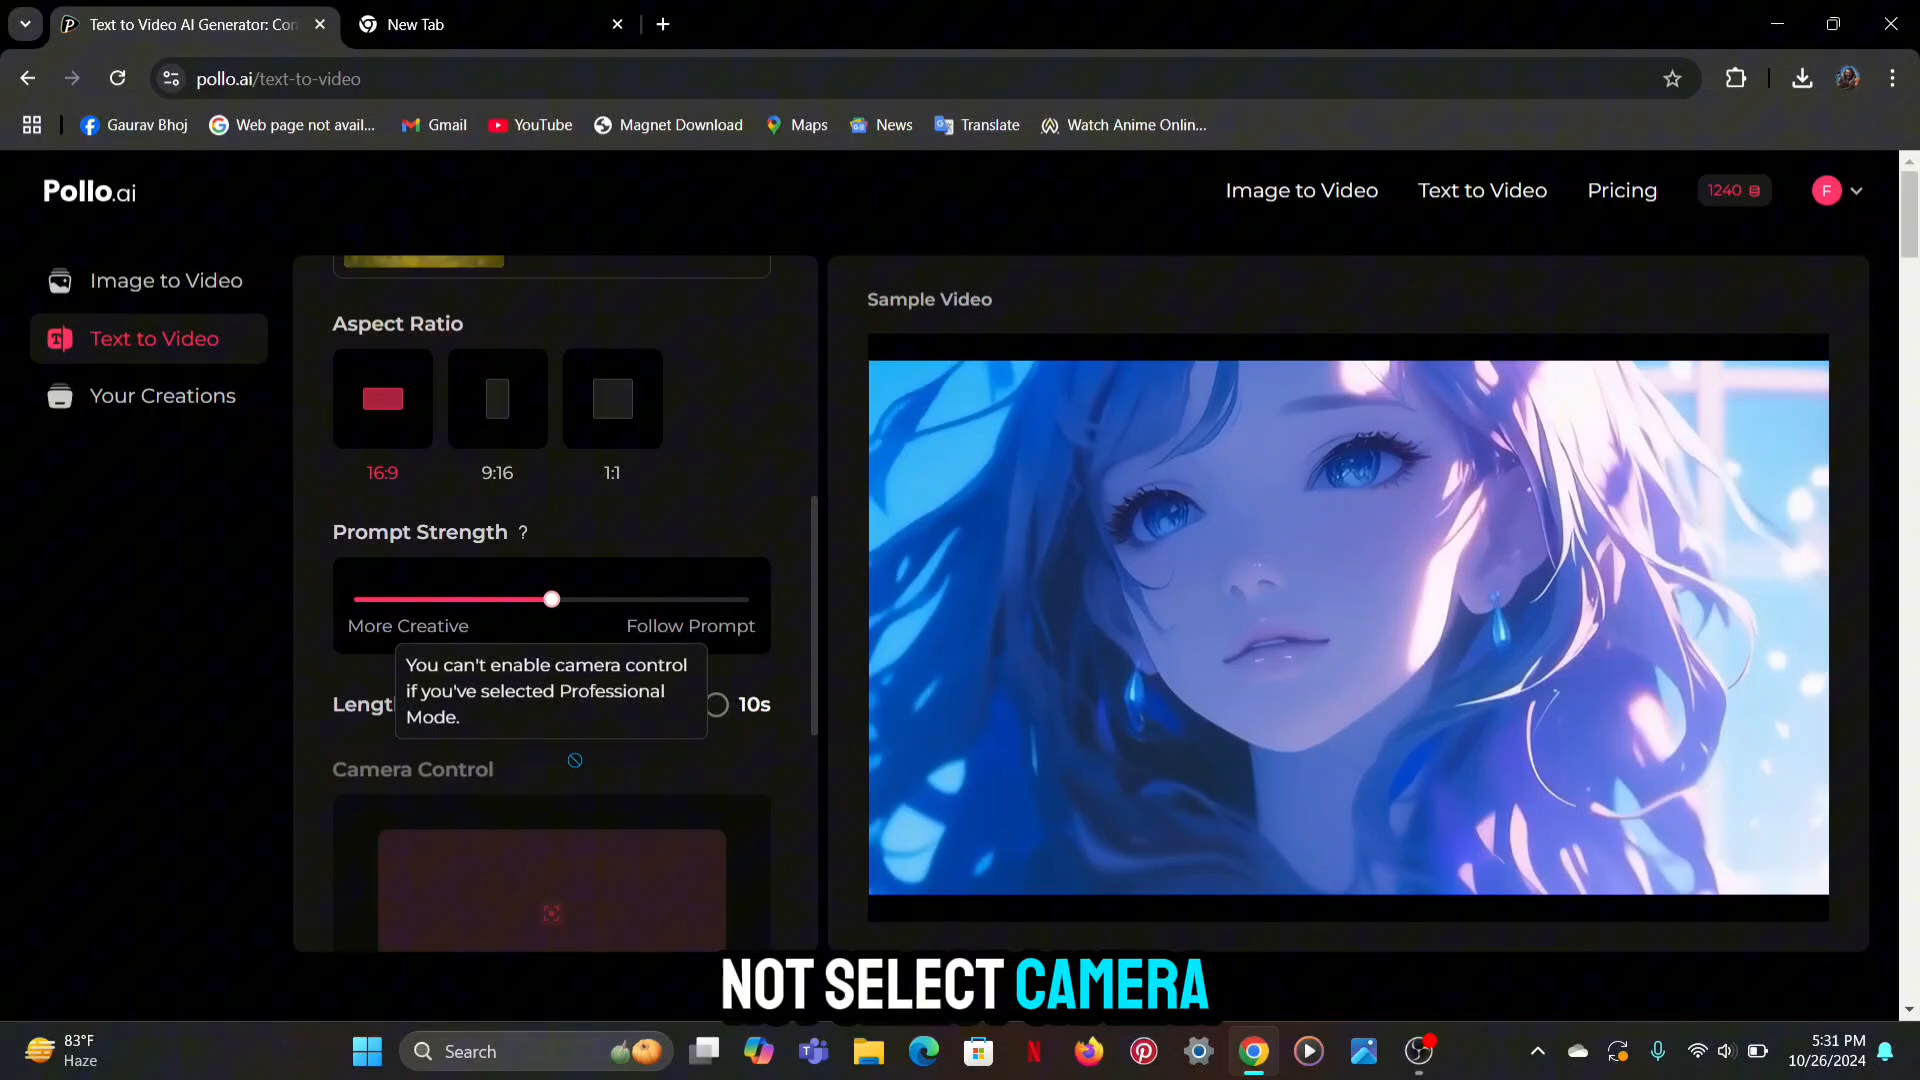 Text to Video AI Generator: Con
New Tab
pollo.ai/text-to-video
Gaurav Bhoj
Web page not avail...
Gmail
YouTube
Magnet Download
Maps
News
Translate
Watch Anime Onlin...
Pollo.ai
Image to Video
Text to Video
Pricing
1240
F
Image to Video
Text to Video
Your Creations
Aspect Ratio
16:9
9:16
1:1
Prompt Strength ?
More Creative
Follow Prompt
You can't enable camera control
if you've selected Professional
Mode.
Lengt
10s
Camera Control
Sample Video
NOT SELECT CAMERA
83°F
Haze
Search
5:31 PM
10/26/2024